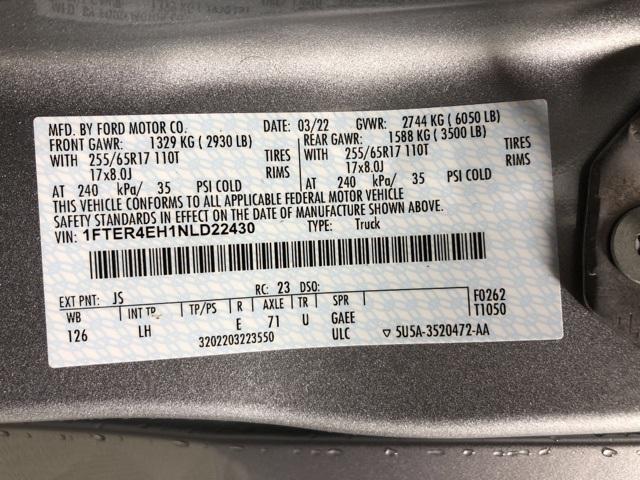 MFD. BY FORD MOTOR CO. DATE: 03/22 GVWR: 2744 KG ( 6050 LB)
FRONT GAWR: 1329 KG ( 2930 LB) REAR GAWR: 1588 KG ( 3500 LB)
WITH 255/65R17 110T TIRES WITH 255/65R17 110T TIRES
17x8.0J RIMS 17x8.0J RIMS
AT 240 kPa/ 35 PSI COLD AT 240 kPa/ 35 PSI COLD
THIS VEHICLE CONFORMS TO ALL APPLICABLE FEDERAL MOTOR VEHICLE
SAFETY STANDARDS IN EFFECT ON THE DATE OF MANUFACTURE SHOWN ABOVE.
VIN: 1FTER4EH1NLD22430 TYPE: Truck
EXT PNT: JS RC: 23 DSO: F0262
WB INT TR TP/PS R AXLE TR SPR T1050
126 LH E 71 U GAEE
3202203223550 ULC ▽ 5U5A-3520472-AA